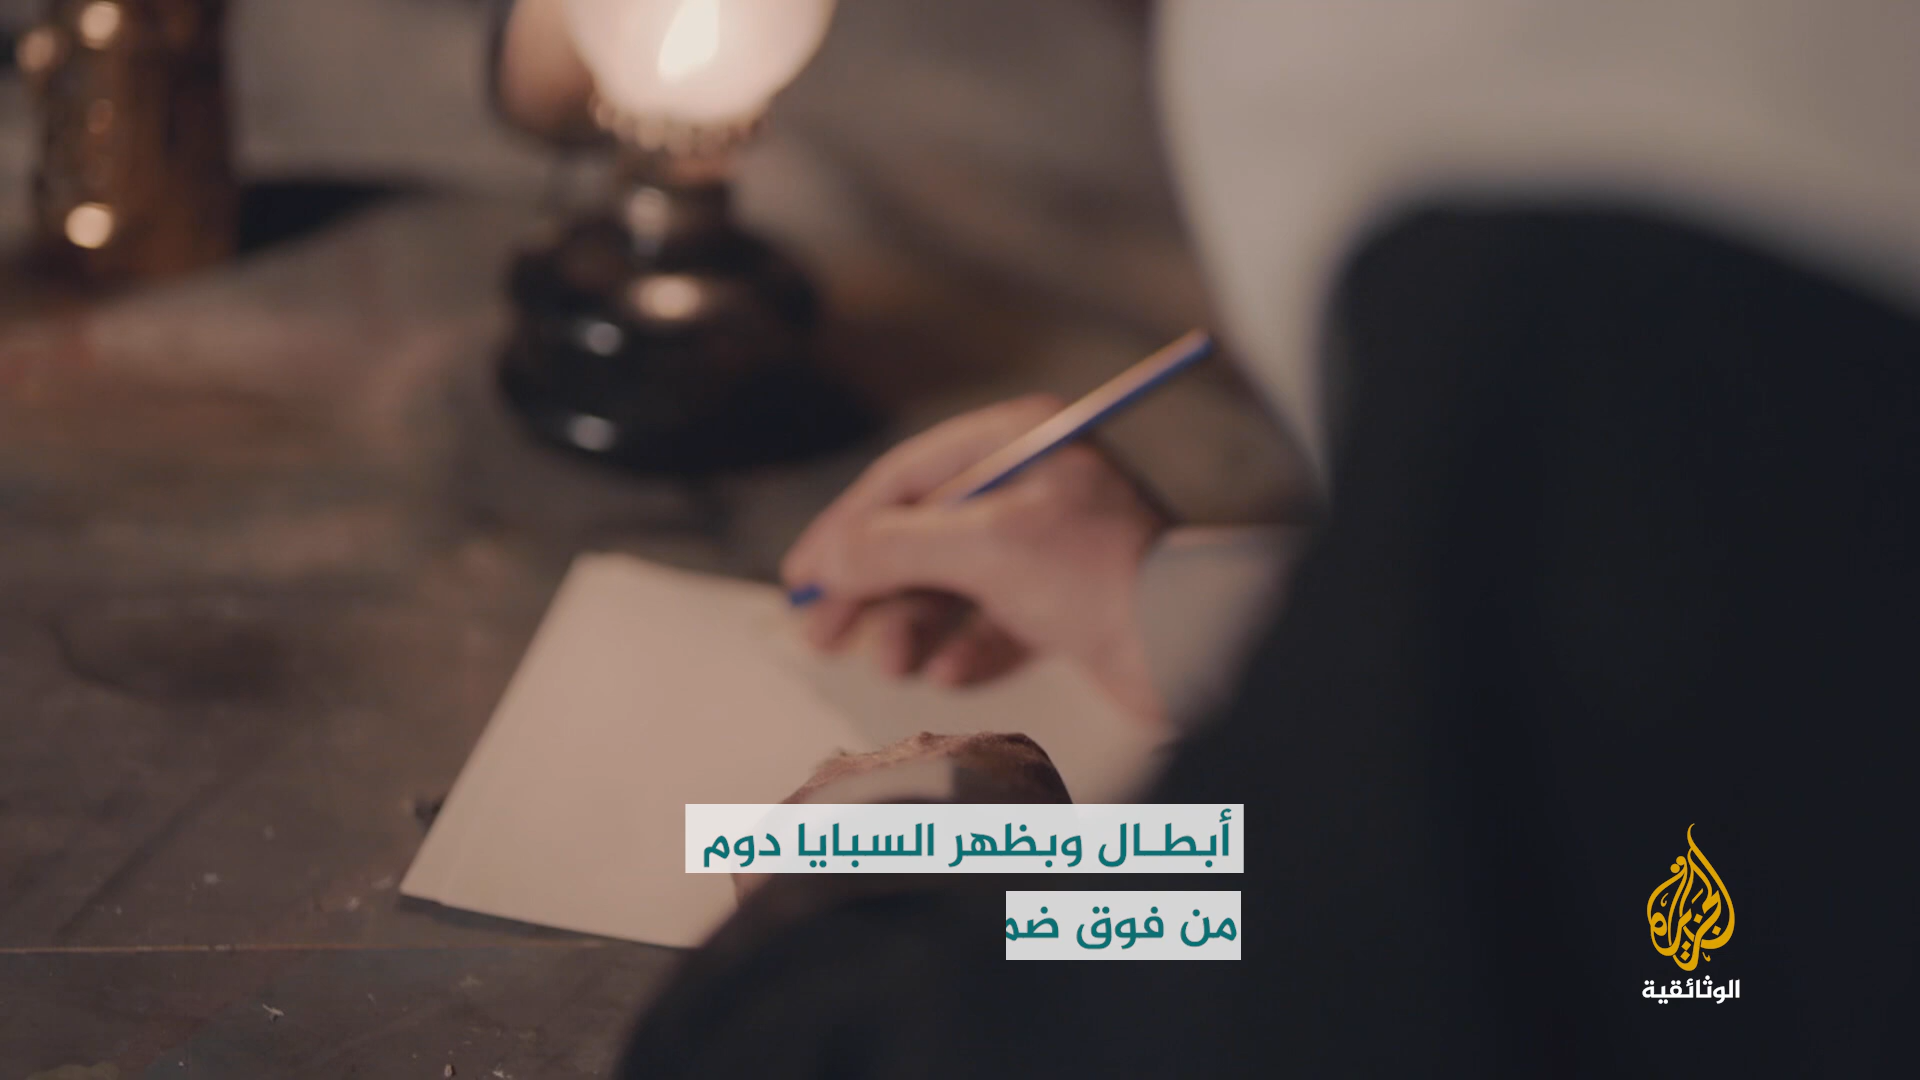 أبطـال وبظهر السبايا دوم
من فوق
الجزيرة
الوثائقية